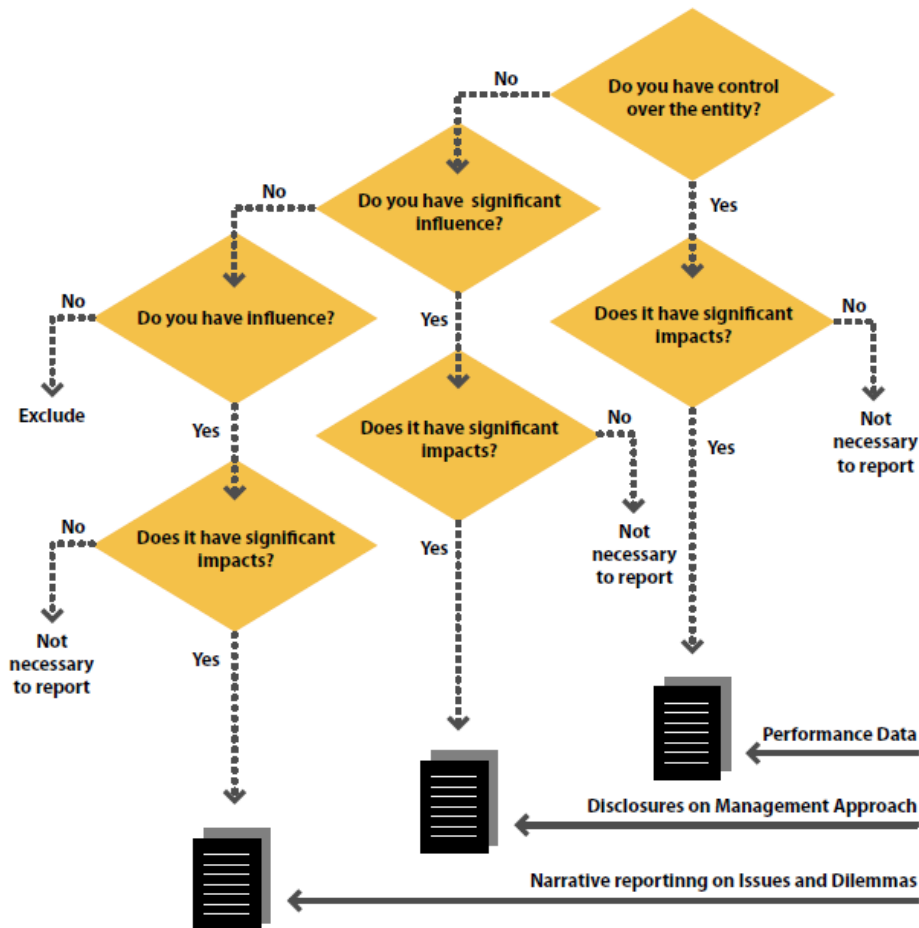 No
Do you have control
over the entity?
No
Do you have  significant
influence?
Yes
No
Do you have influence?
Yes
Does it have significant
impacts?
No
Exclude
Yes
Does it have significant
impacts?
No
Yes
Not
necessary
to report
No
Does it have significant
impacts?
Yes
Not
necessary
to report
Yes
Not
necessary
to report
Performance Data
Disclosures on Management Approach
Narrative reportinng on Issues and Dilemmas